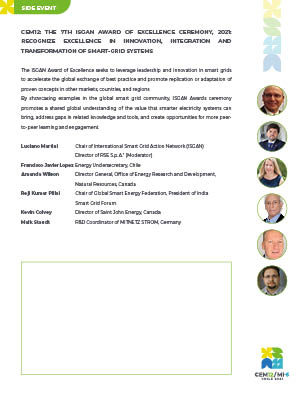 SIDE EVENT
CEM12: THE 7TH ISGAN AWARD OF EXCELLENCE CEREMONY, 2021:
RECOGNIZE EXCELLENCE IN INNOVATION, INTEGRATION AND
TRANSFORMATION OF SMART-GRID SYSTEMS
The ISGAN Award of Excellence seeks to leverage leadership and innovation in smart grids
to accelerate the global exchange of best practice and promote replication or adaptation of
proven concepts in other markets, countries, and regions
By showcasing examples in the global smart grid community, ISGAN Awards ceremony
promotes a shared global understanding of the value that smarter electricity systems can
bring, address gaps in related knowledge and tools, and create opportunities for more peer-
to-peer learning and engagement
Luciano Martini Chair of International Smart Grid Action Network (ISGAN)
Director of RSE S.p.A." (Moderator)
Francisco Javier Lopez Energy Undersecretary, Chile
Amanda Wilson Director General, Office of Energy Research and Development,
Natural Resources, Canada
Reji Kumar Pillai Chair of Global Smart Energy Federation, President of India
Smart Grid Forum
Kevin Colvey Director of Saint John Energy, Canada
Maik Staudt R&D Coordinator of MITNETZ STROM, Germany
CEM12/MI-6
CHILE 2021